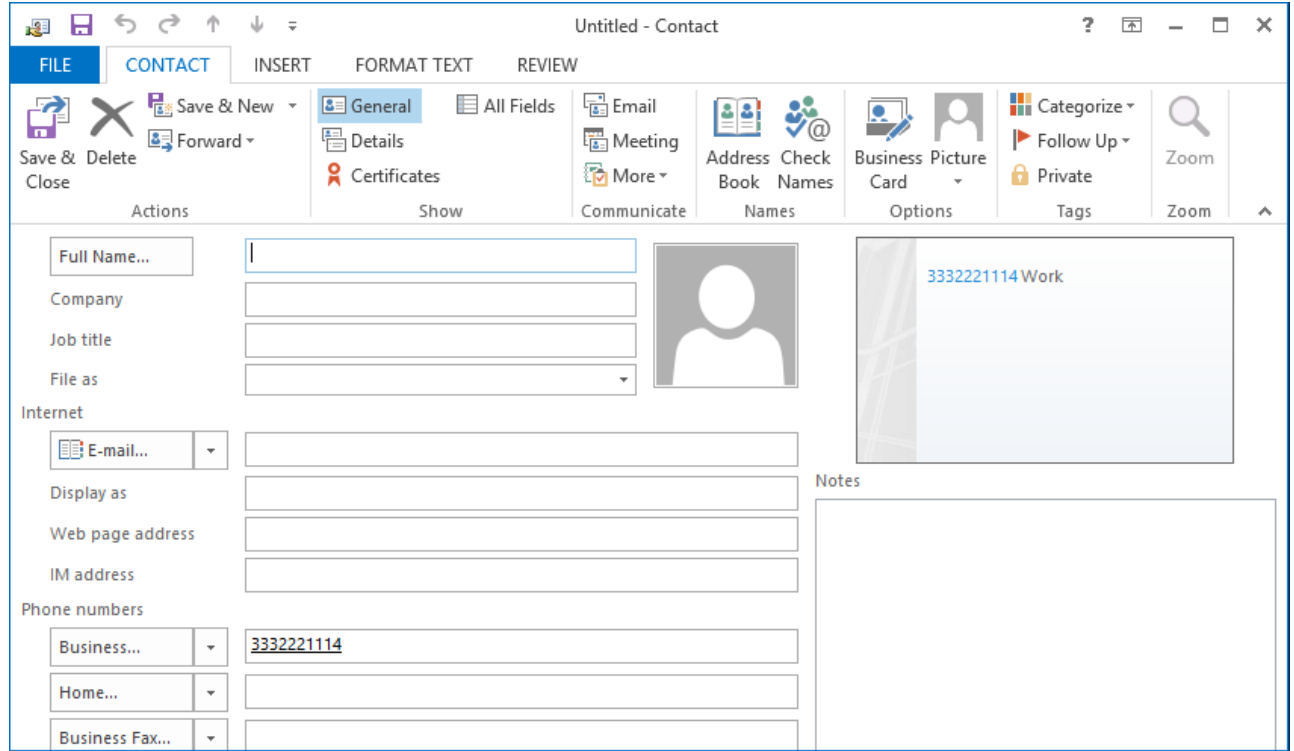 Untitled - Contact
?
FILE CONTACT INSERT FORMAT TEXT REVIEW
Save & Close
Delete
Save & New
Forward
Actions
General
Details
Certificates
All Fields
Show
Email
Meeting
More
Communicate
Address Book
Check Names
Names
Business Card
Picture
Options
Categorize
Follow Up
Private
Tags
Zoom
Zoom
Full Name...
Company
Job title
File as
Internet
E-mail...
Display as
Web page address
IM address
Phone numbers
Business... 3332221114
Home...
Business Fax...
3332221114 Work
Notes